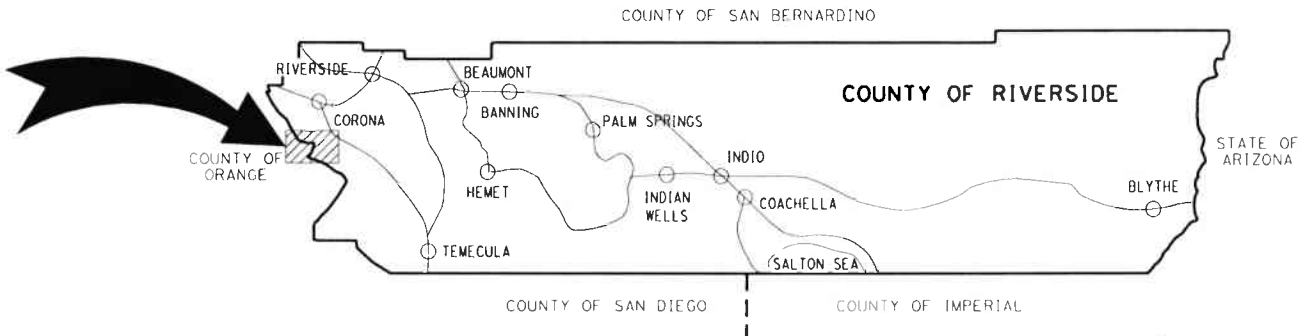 COUNTY OF SAN BERNARDINO
RIVERSIDE
BEAUMONT
BANNING
COUNTY OF RIVERSIDE
CORONA
PALM SPRINGS
COUNTY OF
ORANGE
STATE OF
ARIZONA
HEMET
INDIO
INDIAN
WELLS
COACHELLA
BLYTHE
TEMECULA
SALTON SEA
COUNTY OF SAN DIEGO
COUNTY OF IMPERIAL